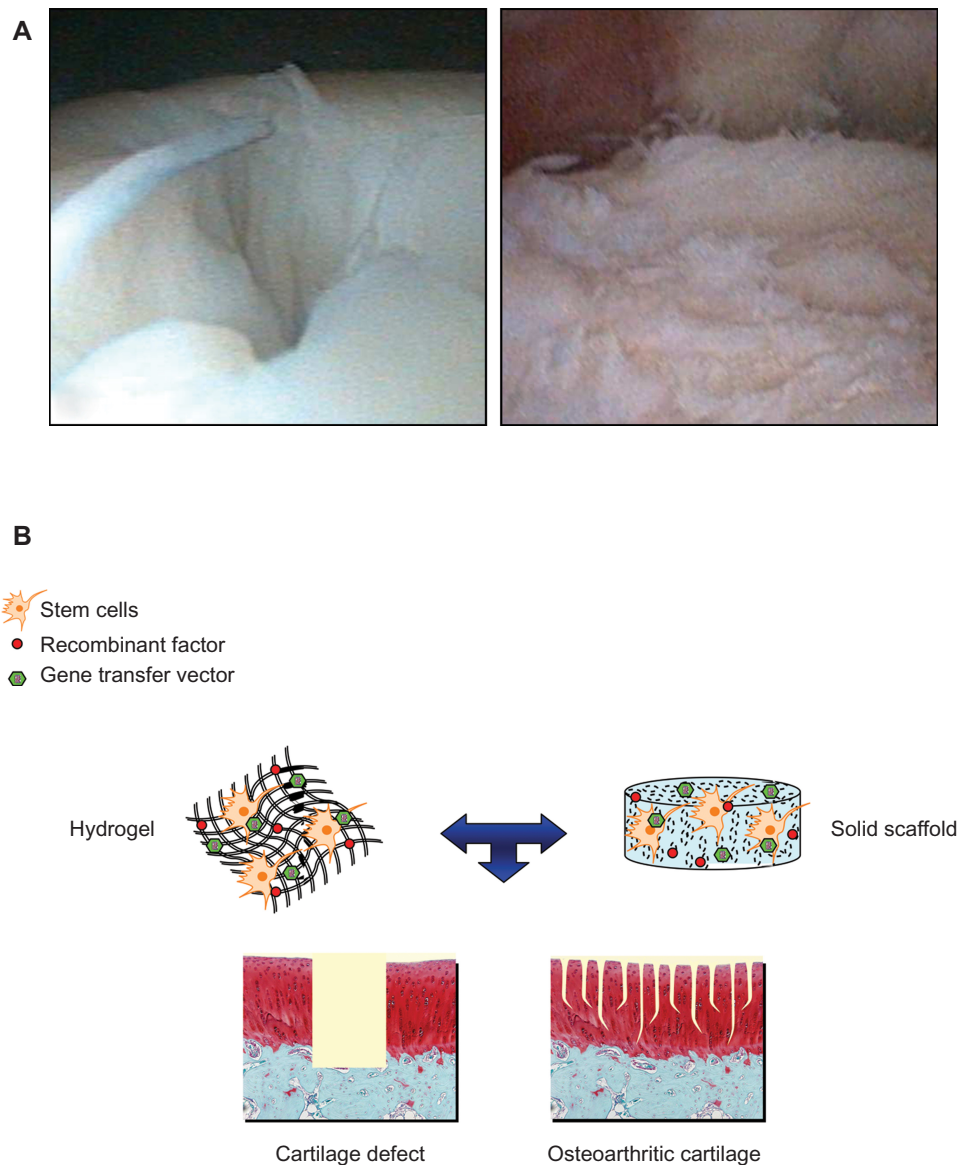 A
B
Stem cells
Recombinant factor
Gene transfer vector
Hydrogel
Solid scaffold
Cartilage defect
Osteoarthritic cartilage